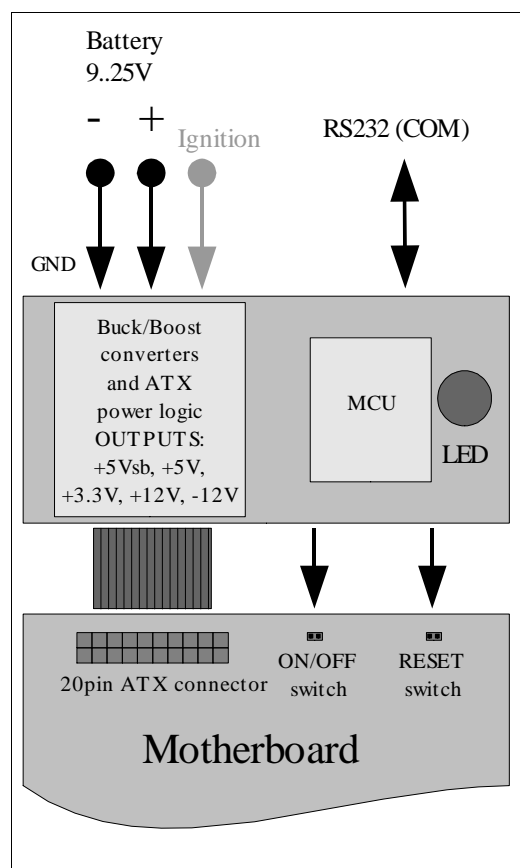 Battery
9..25V
- +
Ignition
RS232 (COM)
GND
Buck/Boost
converters
and ATX
power logic
OUTPUTS:
+5Vsb, +5V,
+3.3V, +12V, -12V
MCU
LED
20pin ATX connector
ON/OFF
switch
RESET
switch
Motherboard